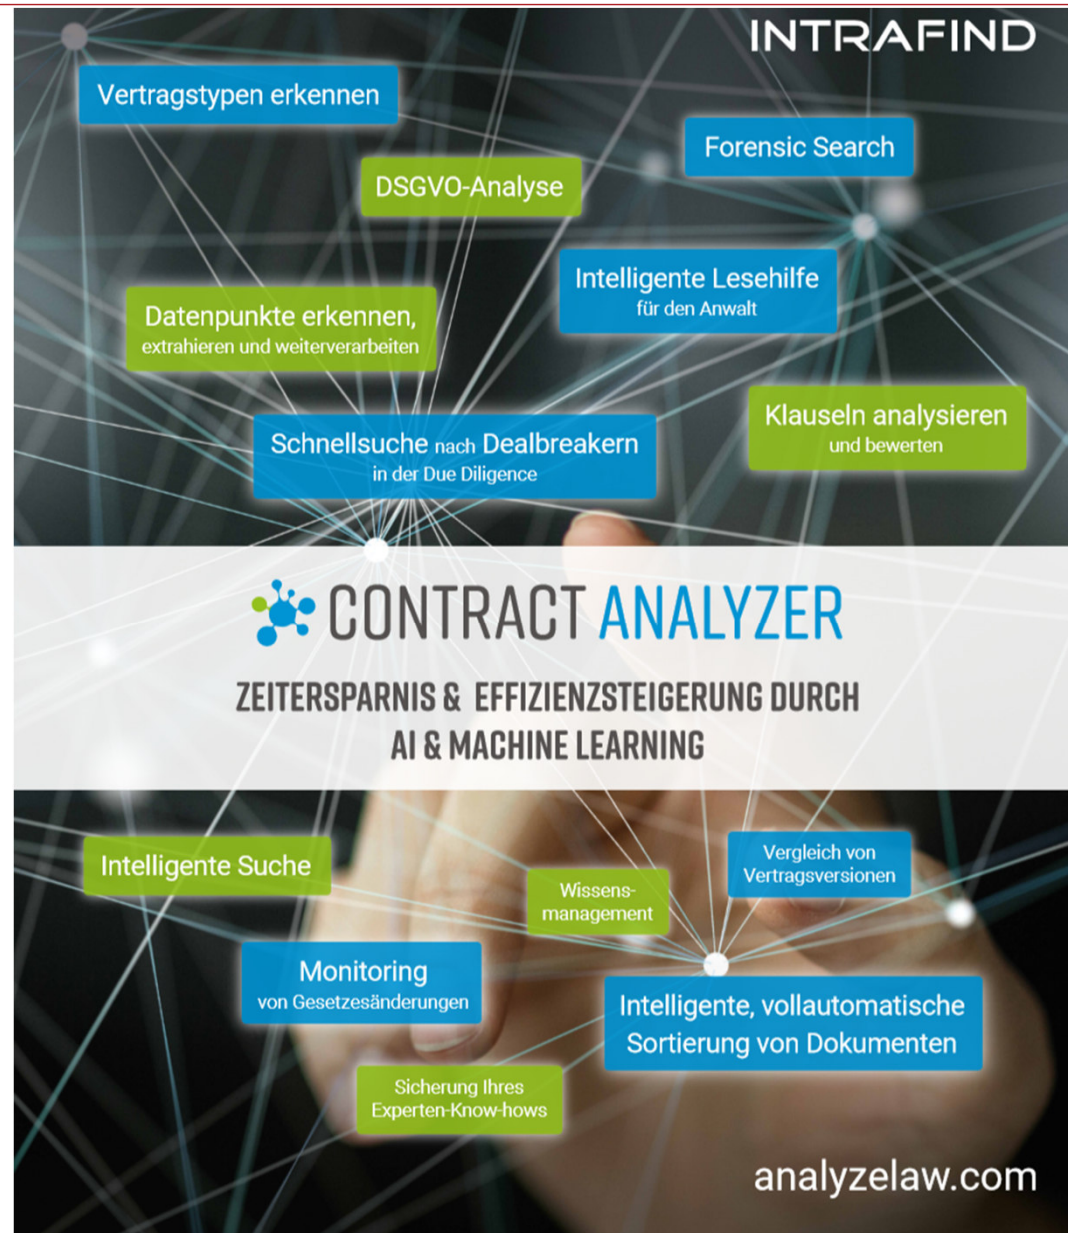 INTRAFIND
Vertragstypen erkennen
Forensic Search
DSGVO-Analyse
Intelligente Lesehilfe
für den Anwalt
Datenpunkte erkennen,
extrahieren und weiterverarbeiten
Klauseln analysieren
und bewerten
Schnellsuche nach Dealbreakern
in der Due Diligence
CONTRACT ANALYZER
ZEITERSPARNIS & EFFIZIENZSTEIGERUNG DURCH
AI & MACHINE LEARNING
Vergleich von
Vertragsversionen
Intelligente Suche
Wissens-
management
Monitoring
von Gesetzesänderungen
Intelligente, vollautomatische
Sortierung von Dokumenten
Sicherung Ihres
Experten-Know-hows
analyzelaw.com